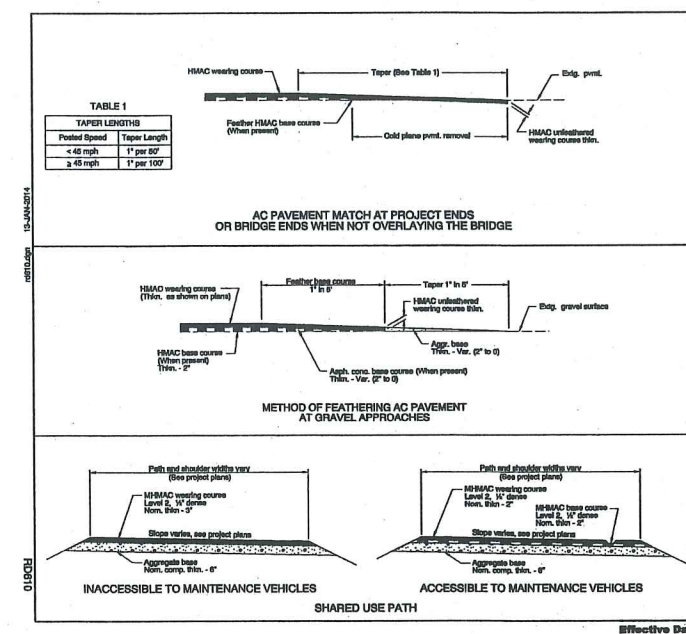 HMAC wearing course
Taper (See Table 1)
Extg. pvmt.
TABLE 1
TAPER LENGTHS
Posted Speed Taper Length
< 45 mph 1" per 50'
≥ 45 mph 1" per 100'
Feather HMAC base course
(When present)
Cold plane pvmt. removal
HMAC unfeathered
wearing course thkn.
AC PAVEMENT MATCH AT PROJECT ENDS
OR BRIDGE ENDS WHEN NOT OVERLAYING THE BRIDGE
rd610.dgn 13-JAN-2014
HMAC wearing course
(Thkn. as shown on plans)
Feather base course
1" in 5'
Taper 1" in 5'
HMAC unfeathered
wearing course thkn.
Extg. gravel surface
HMAC base course
(When present)
Thkn. - 2"
Aggr. base
Thkn. - Var. (2" to 0)
Asph. conc. base course (When present)
Thkn. - Var. (2" to 0)
METHOD OF FEATHERING AC PAVEMENT
AT GRAVEL APPROACHES
Path and shoulder widths vary
(See project plans)
MHMAC wearing course
Level 2, ½" dense
Nom. thkn - 3"
Slope varies, see project plans
Aggregate base
Nom. comp. thkn. - 6"
INACCESSIBLE TO MAINTENANCE VEHICLES
Path and shoulder widths vary
(See project plans)
MHMAC wearing course
Level 2, ½" dense
Nom. thkn - 2"
MHMAC base course
Level 2, ½" dense
Nom. thkn - 2"
Slope varies, see project plans
Aggregate base
Nom. comp. thkn. - 6"
ACCESSIBLE TO MAINTENANCE VEHICLES
SHARED USE PATH
RD610
Effective Da